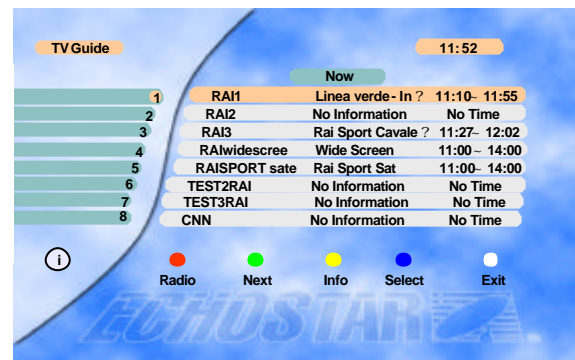 TV Guide 11:52
Now
1 RAI1 Linea verde - In ? 11:10~ 11:55
2 RAI2 No Information No Time
3 RAI3 Rai Sport Cavale ? 11:27~ 12:02
4 RAIwidescree Wide Screen 11:00 ~ 14:00
5 RAISPORT sate Rai Sport Sat 11:00~ 14:00
6 TEST2RAI No Information No Time
7 TEST3RAI No Information No Time
8 CNN No Information No Time
i
Radio Next Info Select Exit
ECHOSTAR